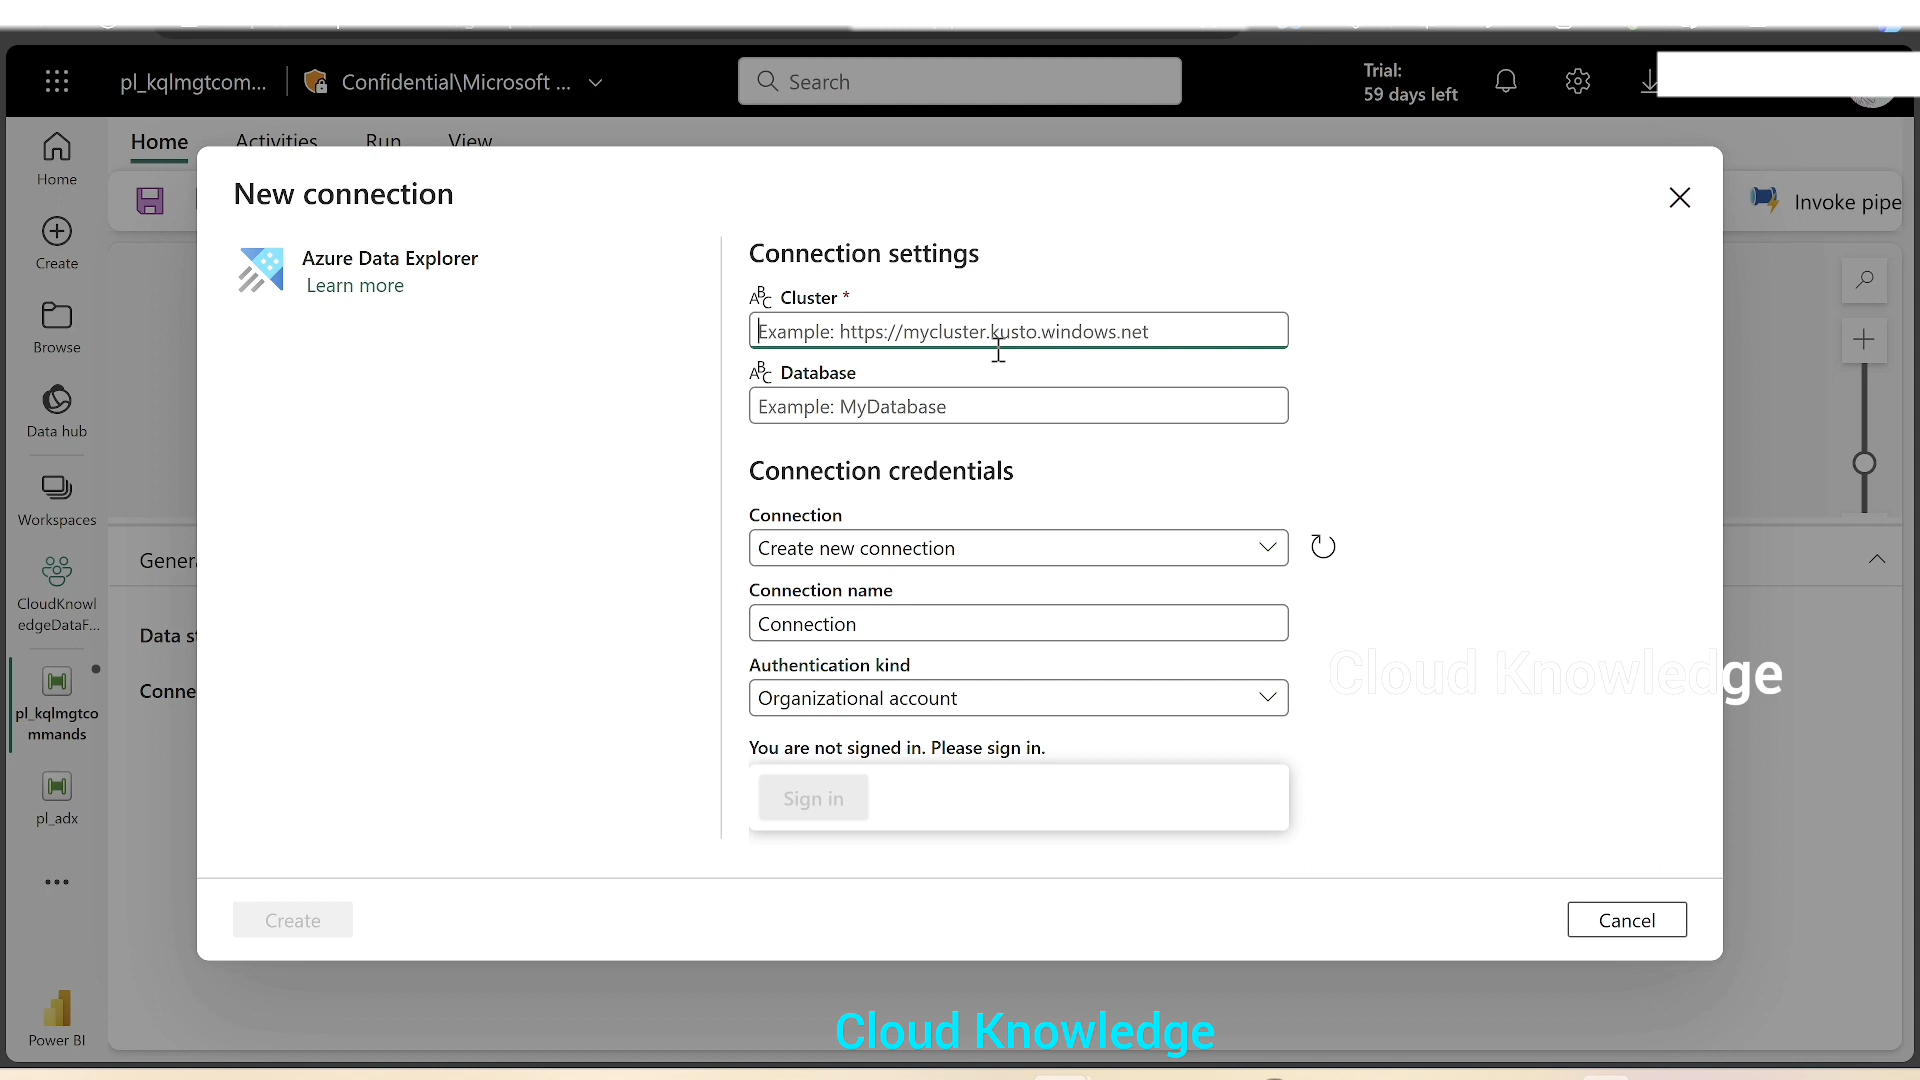 pl_kqlmgtcom...
Confidential\Microsoft ...
Search
Trial:
59 days left
Home
Activities
Run
View
Invoke pipe
Home
Create
Browse
Data hub
Workspaces
CloudKnowl
edgeDataF...
pl_kqlmgtco
mmands
pl_adx
Power BI
Gener
Data s
Conne
New connection
Azure Data Explorer
Learn more
Connection settings
Cluster *
Example: https://mycluster.kusto.windows.net
Database
Example: MyDatabase
Connection credentials
Connection
Create new connection
Connection name
Connection
Authentication kind
Organizational account
You are not signed in. Please sign in.
Sign in
Create
Cancel
Cloud Knowledge
Cloud Knowledge